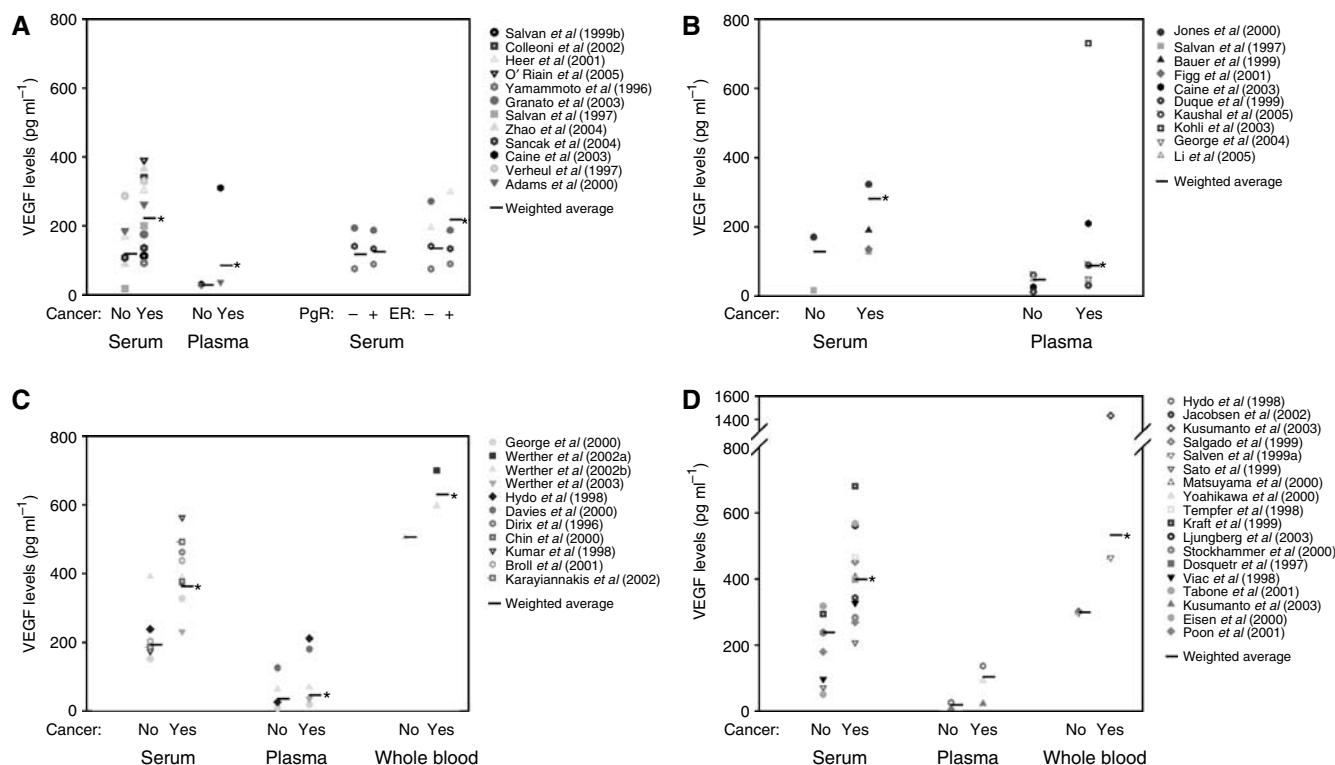 A
VEGF levels (pg ml−1)
800
600
400
200
0
Cancer: No Yes No Yes PgR: − + ER: − +
Serum Plasma Serum
Salvan et al (1999b)
Colleoni et al (2002)
Heer et al (2001)
O' Riain et al (2005)
Yamammoto et al (1996)
Granato et al (2003)
Salvan et al (1997)
Zhao et al (2004)
Sancak et al (2004)
Caine et al (2003)
Verheul et al (1997)
Adams et al (2000)
Weighted average
B
VEGF levels (pg ml−1)
800
600
400
200
0
Cancer: No Yes No Yes
Serum Plasma
Jones et al (2000)
Salvan et al (1997)
Bauer et al (1999)
Figg et al (2001)
Caine et al (2003)
Duque et al (1999)
Kaushal et al (2005)
Kohli et al (2003)
George et al (2004)
Li et al (2005)
Weighted average
C
VEGF levels (pg ml−1)
800
600
400
200
0
Cancer: No Yes No Yes No Yes
Serum Plasma Whole blood
George et al (2000)
Werther et al (2002a)
Werther et al (2002b)
Werther et al (2003)
Hydo et al (1998)
Davies et al (2000)
Dirix et al (1996)
Chin et al (2000)
Kumar et al (1998)
Broll et al (2001)
Karayiannakis et al (2002)
Weighted average
D
VEGF levels (pg ml−1)
1600
1400
800
600
400
200
0
Cancer: No Yes No Yes No Yes
Serum Plasma Whole blood
Hydo et al (1998)
Jacobsen et al (2002)
Kusumanto et al (2003)
Salgado et al (1999)
Salven et al (1999a)
Sato et al (1999)
Matsuyama et al (2000)
Yoahikawa et al (2000)
Tempfer et al (1998)
Kraft et al (1999)
Ljungberg et al (2003)
Stockhammer et al (2000)
Dosquetr et al (1997)
Viac et al (1998)
Tabone et al (2001)
Kusumanto et al (2003)
Eisen et al (2000)
Poon et al (2001)
Weighted average